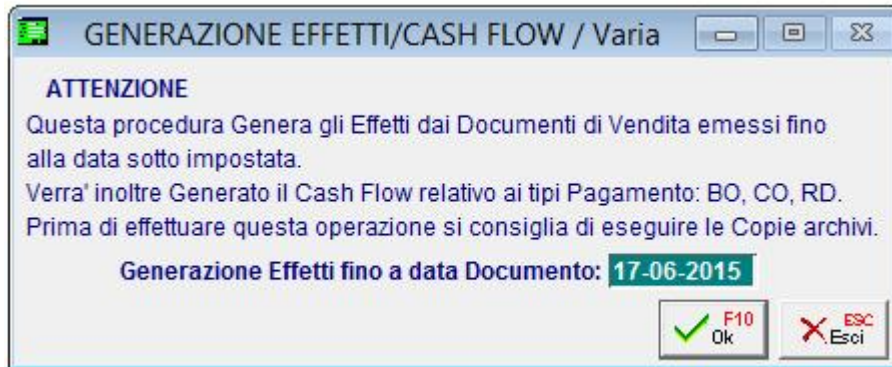 GENERAZIONE EFFETTI/CASH FLOW / Varia
ATTENZIONE
Questa procedura Genera gli Effetti dai Documenti di Vendita emessi fino
alla data sotto impostata.
Verra' inoltre Generato il Cash Flow relativo ai tipi Pagamento: BO, CO, RD.
Prima di effettuare questa operazione si consiglia di eseguire le Copie archivi.
Generazione Effetti fino a data Documento: 17-06-2015
F10 Ok
ESC Esci